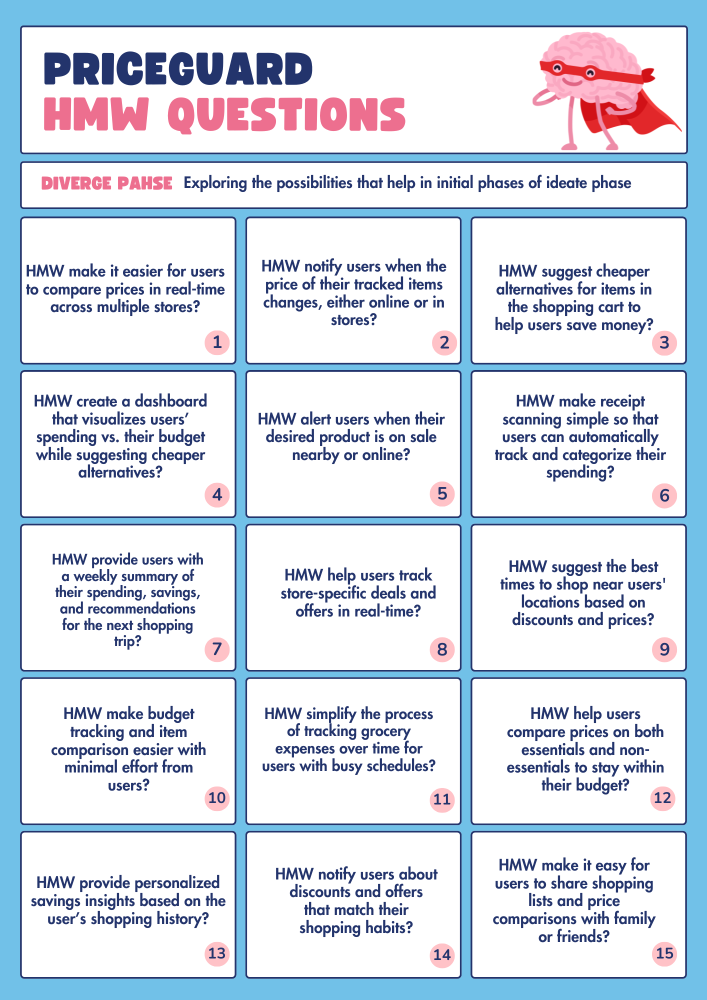 PRICEGUARD
HMW QUESTIONS
DIVERGE PAHSE Exploring the possibilities that help in initial phases of ideate phase
HMW make it easier for users
to compare prices in real-time
across multiple stores?
1
HMW notify users when the
price of their tracked items
changes, either online or in
stores?
2
HMW suggest cheaper
alternatives for items in
the shopping cart to
help users save money?
3
HMW create a dashboard
that visualizes users’
spending vs. their budget
while suggesting cheaper
alternatives?
4
HMW alert users when their
desired product is on sale
nearby or online?
5
HMW make receipt
scanning simple so that
users can automatically
track and categorize their
spending?
6
HMW provide users with
a weekly summary of
their spending, savings,
and recommendations
for the next shopping
trip?
7
HMW help users track
store-specific deals and
offers in real-time?
8
HMW suggest the best
times to shop near users'
locations based on
discounts and prices?
9
HMW make budget
tracking and item
comparison easier with
minimal effort from
users?
10
HMW simplify the process
of tracking grocery
expenses over time for
users with busy schedules?
11
HMW help users
compare prices on both
essentials and non-
essentials to stay within
their budget?
12
HMW provide personalized
savings insights based on the
user’s shopping history?
13
HMW notify users about
discounts and offers
that match their
shopping habits?
14
HMW make it easy for
users to share shopping
lists and price
comparisons with family
or friends?
15